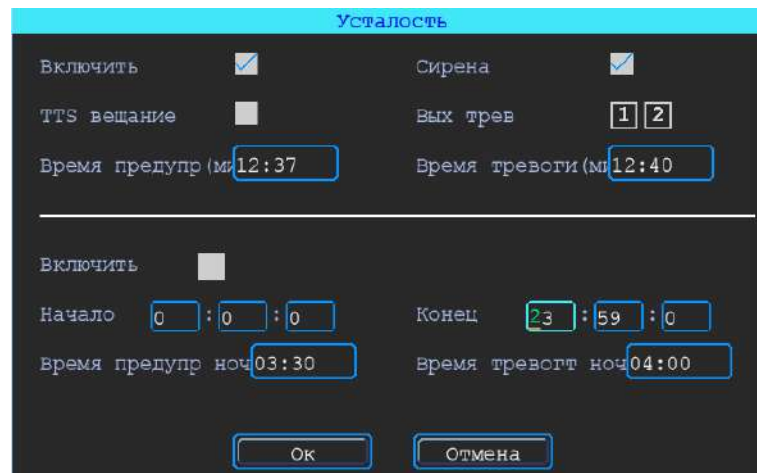 Усталость
Включить Сирена
TTS вещание Вых трев 1 2
Время предупр(ми 12:37 Время тревоги(ми 12:40
Включить
Начало 0 : 0 : 0 Конец 23 : 59 : 0
Время предупр ноч 03:30 Время тревогт ноч 04:00
Ок Отмена